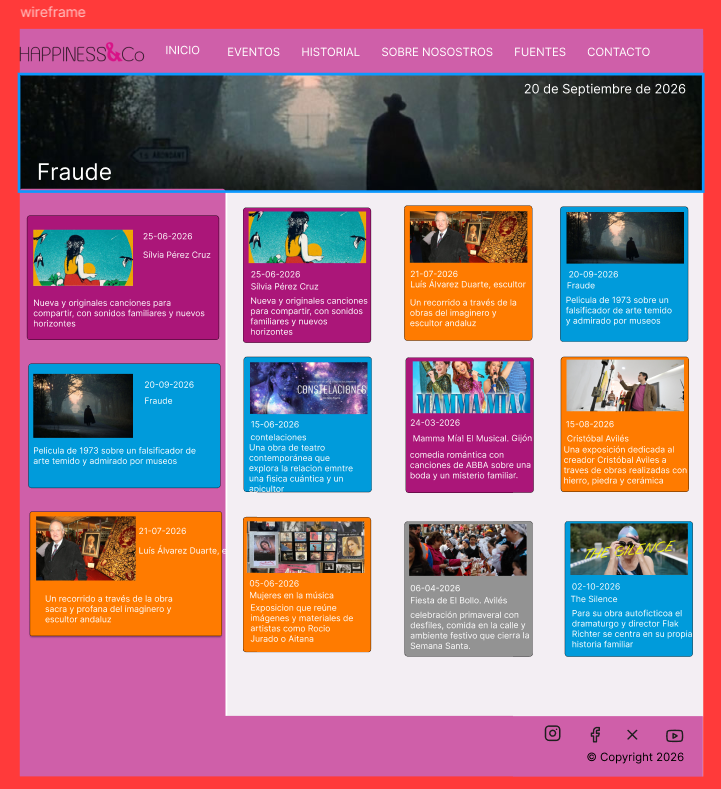 wireframe
HAPPINESS&Co
INICIO
EVENTOS
HISTORIAL
SOBRE NOSOSTROS
FUENTES
CONTACTO
20 de Septiembre de 2026
Fraude
25-06-2026
Sílvia Pérez Cruz
Nueva y originales canciones para
compartir, con sonidos familiares y nuevos
horizontes
20-09-2026
Fraude
Pelicula de 1973 sobre un falsificador de
arte temido y admirado por museos
21-07-2026
Luís Álvarez Duarte, e
Un recorrido a través de la obra
sacra y profana del imaginero y
escultor andaluz
25-06-2026
Sílvia Pérez Cruz
Nueva y originales canciones
para compartir, con sonidos
familiares y nuevos
horizontes
21-07-2026
Luís Álvarez Duarte, escultor
Un recorrido a través de la
obras del imaginero y
escultor andaluz
20-09-2026
Fraude
Pelicula de 1973 sobre un
falsificador de arte temido
y admirado por museos
CONSTELACIONES
15-06-2026
contelaciones
Una obra de teatro
contemporánea que
explora la relacion emntre
una fisica cuántica y un
apicultor
MAMMA MIA!
24-03-2026
Mamma Mía! El Musical. Gijón
comedia romántica con
canciones de ABBA sobre una
boda y un misterio familiar.
15-08-2026
Cristóbal Avilés
Una exposición dedicada al
creador Cristóbal Aviles a
traves de obras realizadas con
hierro, piedra y cerámica
05-06-2026
Mujeres en la música
Exposicion que reúne
imágenes y materiales de
artistas como Rocio
Jurado o Aitana
06-04-2026
Fiesta de El Bollo. Avilés
celebración primaveral con
desfiles, comida en la calle y
ambiente festivo que cierra la
Semana Santa.
THE SILENCE
02-10-2026
The Silence
Para su obra autoficticoa el
dramaturgo y director Flak
Richter se centra en su propia
historia familiar
© Copyright 2026